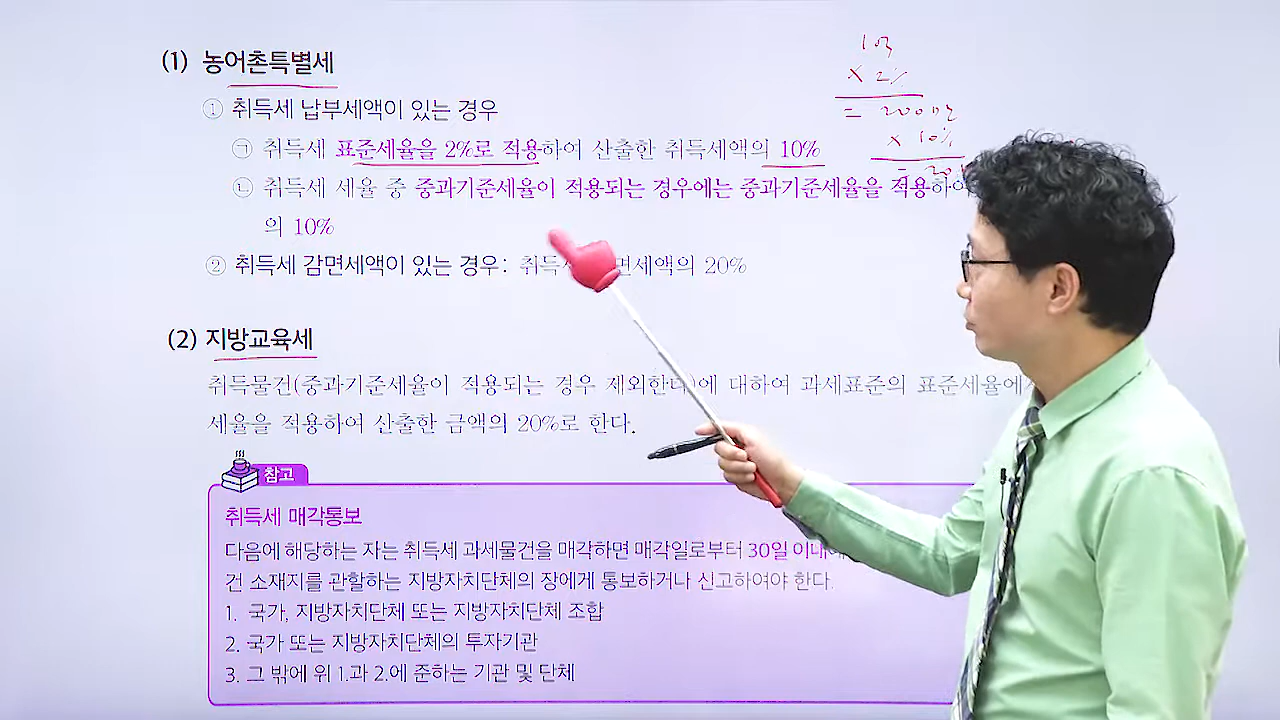 (1) 농어촌특별세
① 취득세 납부세액이 있는 경우
㉠ 취득세 표준세율을 2%로 적용하여 산출한 취득세액의 10%
㉡ 취득세 세율 중 중과기준세율이 적용되는 경우에는 중과기준세율을 적용하여
의 10%
② 취득세 감면세액이 있는 경우: 취득세 감면세액의 20%
1억
× 2%
= 200만
× 10%
= 20만
(2) 지방교육세
취득물건(중과기준세율이 적용되는 경우 제외한다)에 대하여 과세표준의 표준세율에서
세율을 적용하여 산출한 금액의 20%로 한다.
참고
취득세 매각통보
다음에 해당하는 자는 취득세 과세물건을 매각하면 매각일로부터 30일 이내에
건 소재지를 관할하는 지방자치단체의 장에게 통보하거나 신고하여야 한다.
1. 국가, 지방자치단체 또는 지방자치단체 조합
2. 국가 또는 지방자치단체의 투자기관
3. 그 밖에 위 1.과 2.에 준하는 기관 및 단체